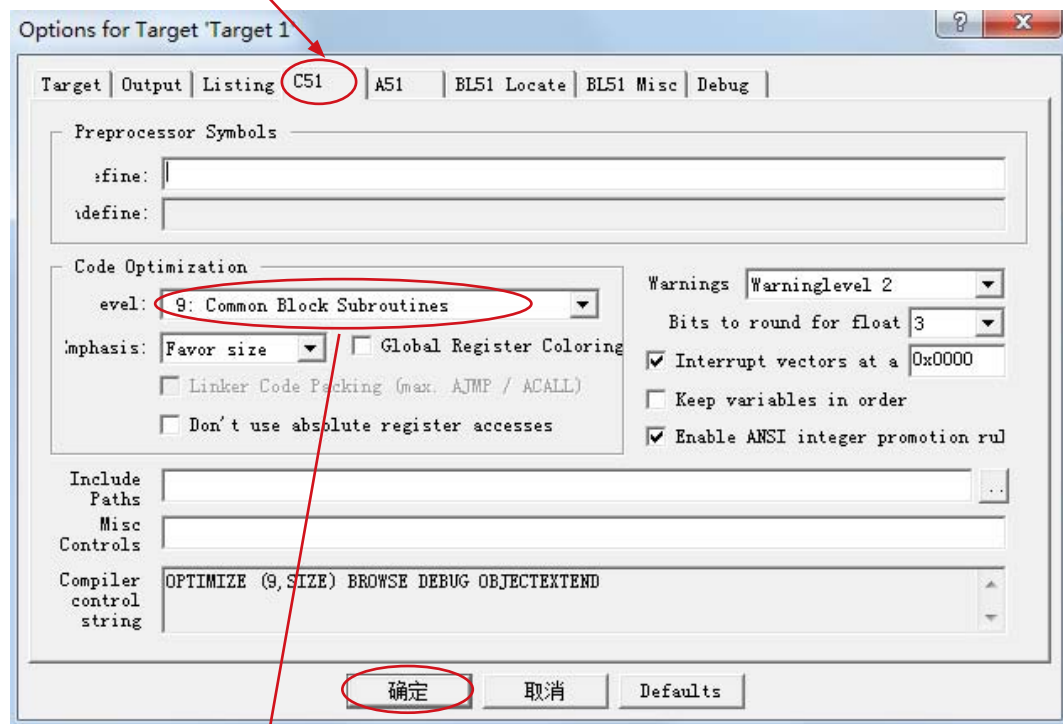 Options for Target 'Target 1'
Target Output Listing C51 A51 BL51 Locate BL51 Misc Debug
Preprocessor Symbols
efine:
define:
Code Optimization
evel: 9: Common Block Subroutines
Warnings Warninglevel 2
Bits to round for float 3
mphasis: Favor size Global Register Coloring
Interrupt vectors at a 0x0000
Linker Code Packing (max. AJMP / ACALL)
Keep variables in order
Don't use absolute register accesses
Enable ANSI integer promotion rul
Include
Paths
..
Misc
Controls
Compiler
control
string
OPTIMIZE (9,SIZE) BROWSE DEBUG OBJECTEXTEND
确定 取消 Defaults